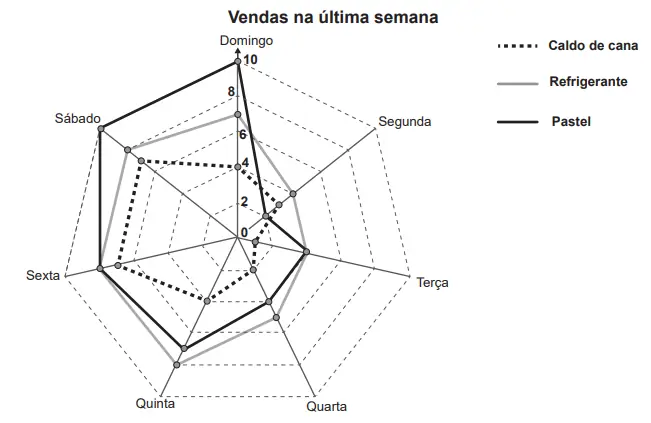 Vendas na última semana
Domingo
10
8
6
4
2
0
Segunda
Terça
Quarta
Quinta
Sexta
Sábado
Caldo de cana
Refrigerante
Pastel